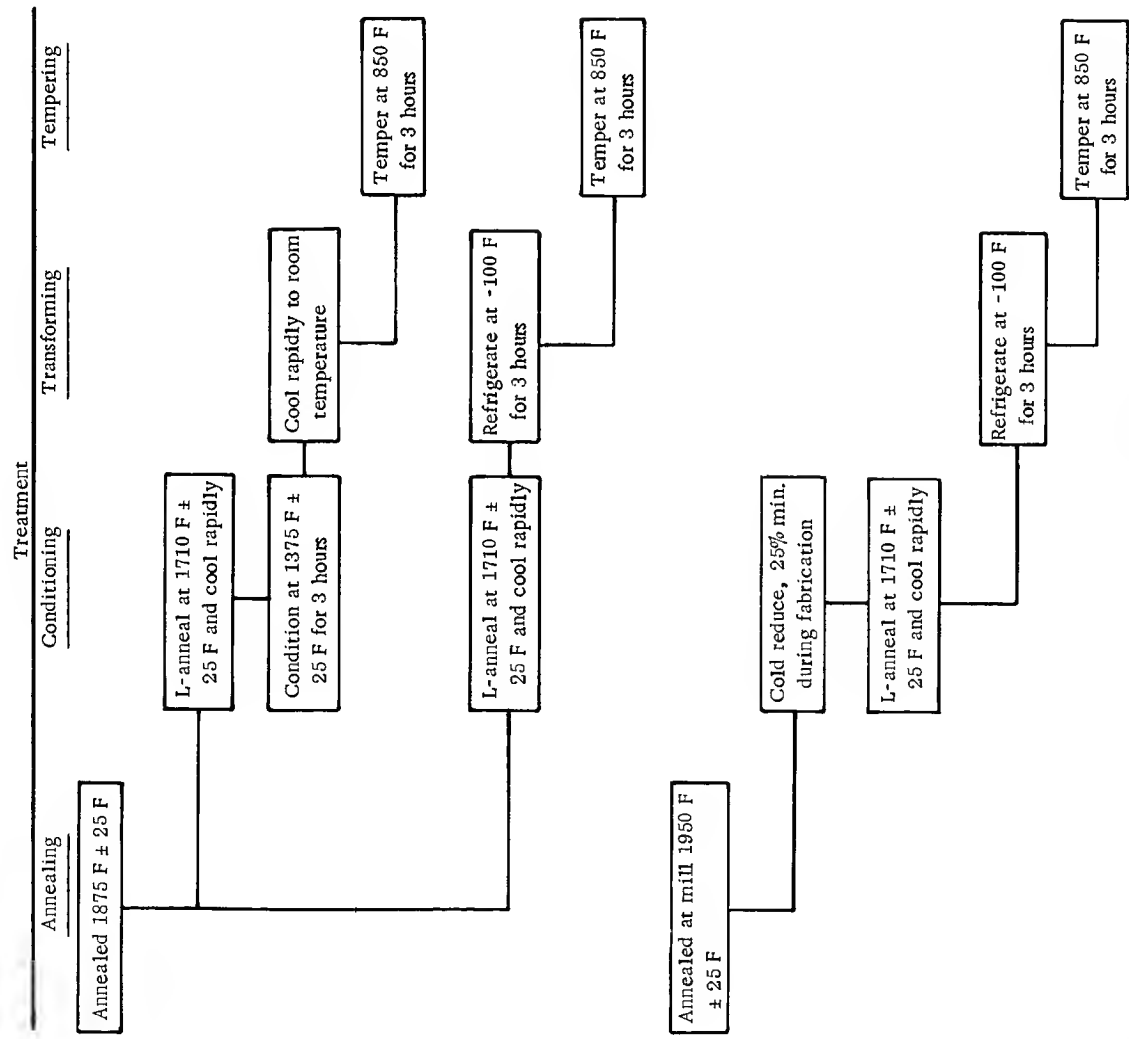 Treatment
Annealing
Conditioning
Transforming
Tempering
Annealed 1875 F ± 25 F
L-anneal at 1710 F ±
25 F and cool rapidly
Condition at 1375 F ±
25 F for 3 hours
Cool rapidly to room
temperature
Temper at 850 F
for 3 hours
L-anneal at 1710 F ±
25 F and cool rapidly
Refrigerate at -100 F
for 3 hours
Temper at 850 F
for 3 hours
Annealed at mill 1950 F
± 25 F
Cold reduce, 25% min.
during fabrication
L-anneal at 1710 F ±
25 F and cool rapidly
Refrigerate at -100 F
for 3 hours
Temper at 850 F
for 3 hours